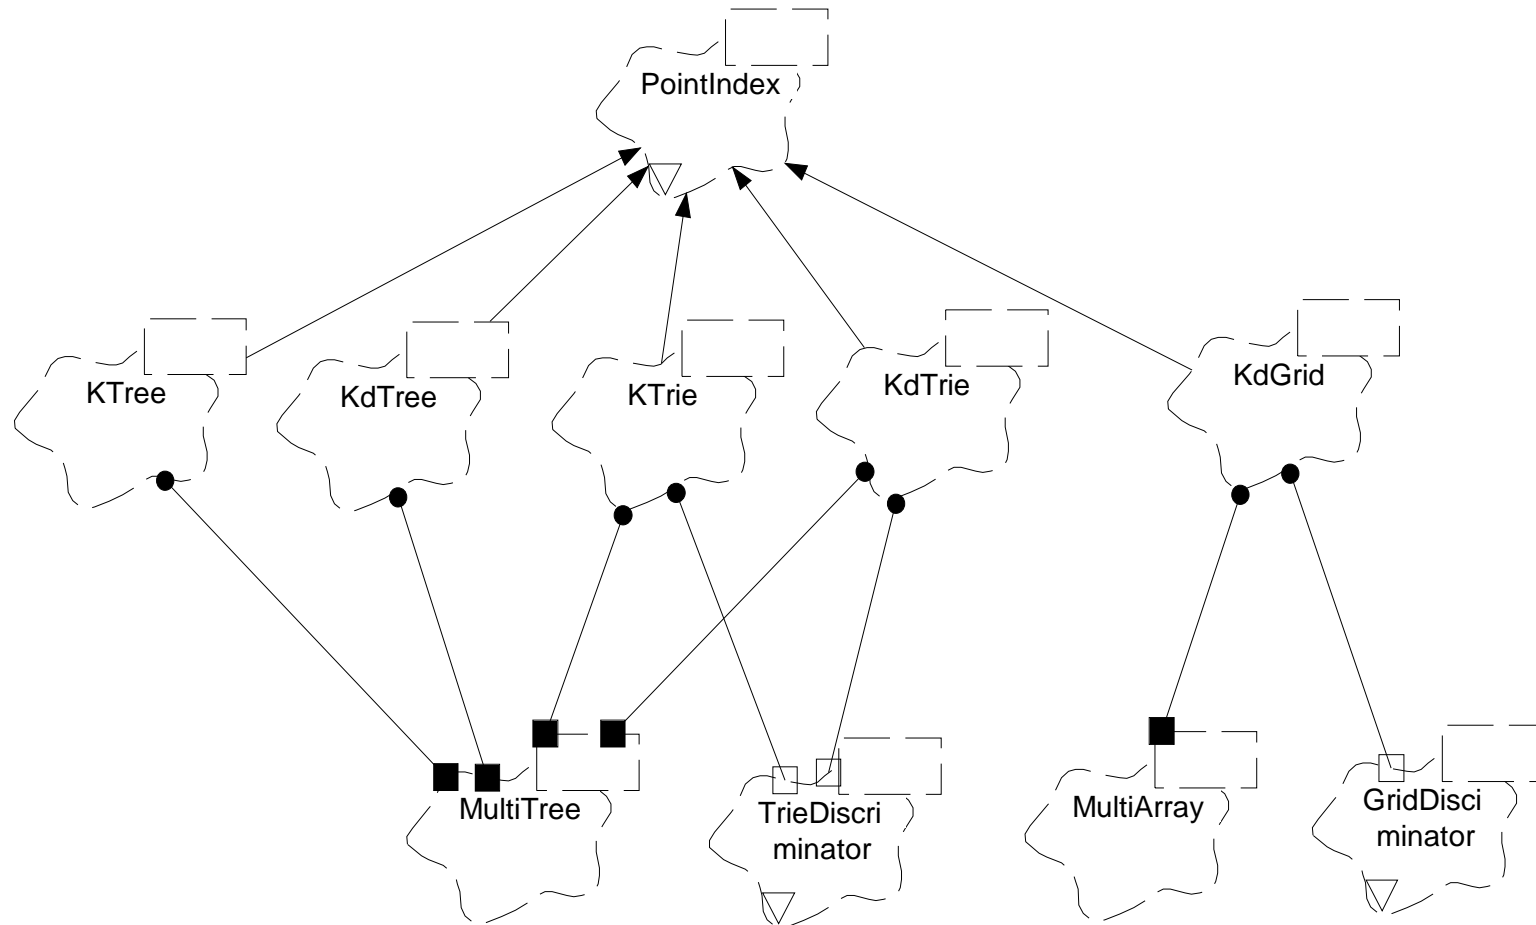 PointIndex
KTree
KdTree
KTrie
KdTrie
KdGrid
MultiTree
TrieDiscri
minator
MultiArray
GridDisci
minator